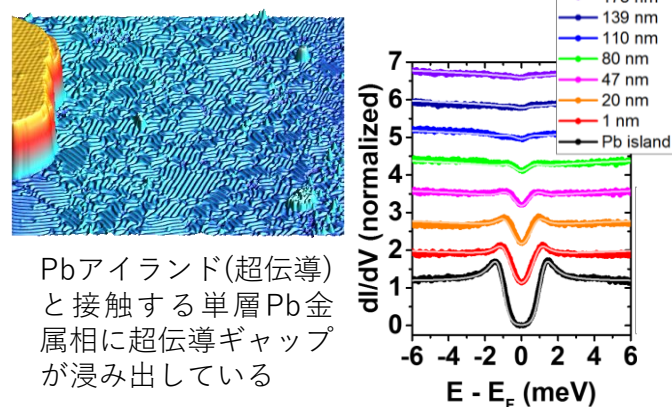 139 nm
110 nm
80 nm
47 nm
20 nm
1 nm
Pb island
7
6
5
4
3
2
1
0
dI/dV (normalized)
-6 -4 -2 0 2 4 6
E - E_F (meV)
Pbアイランド(超伝導)
と接触する単層Pb金
属相に超伝導ギャップ
が浸み出している